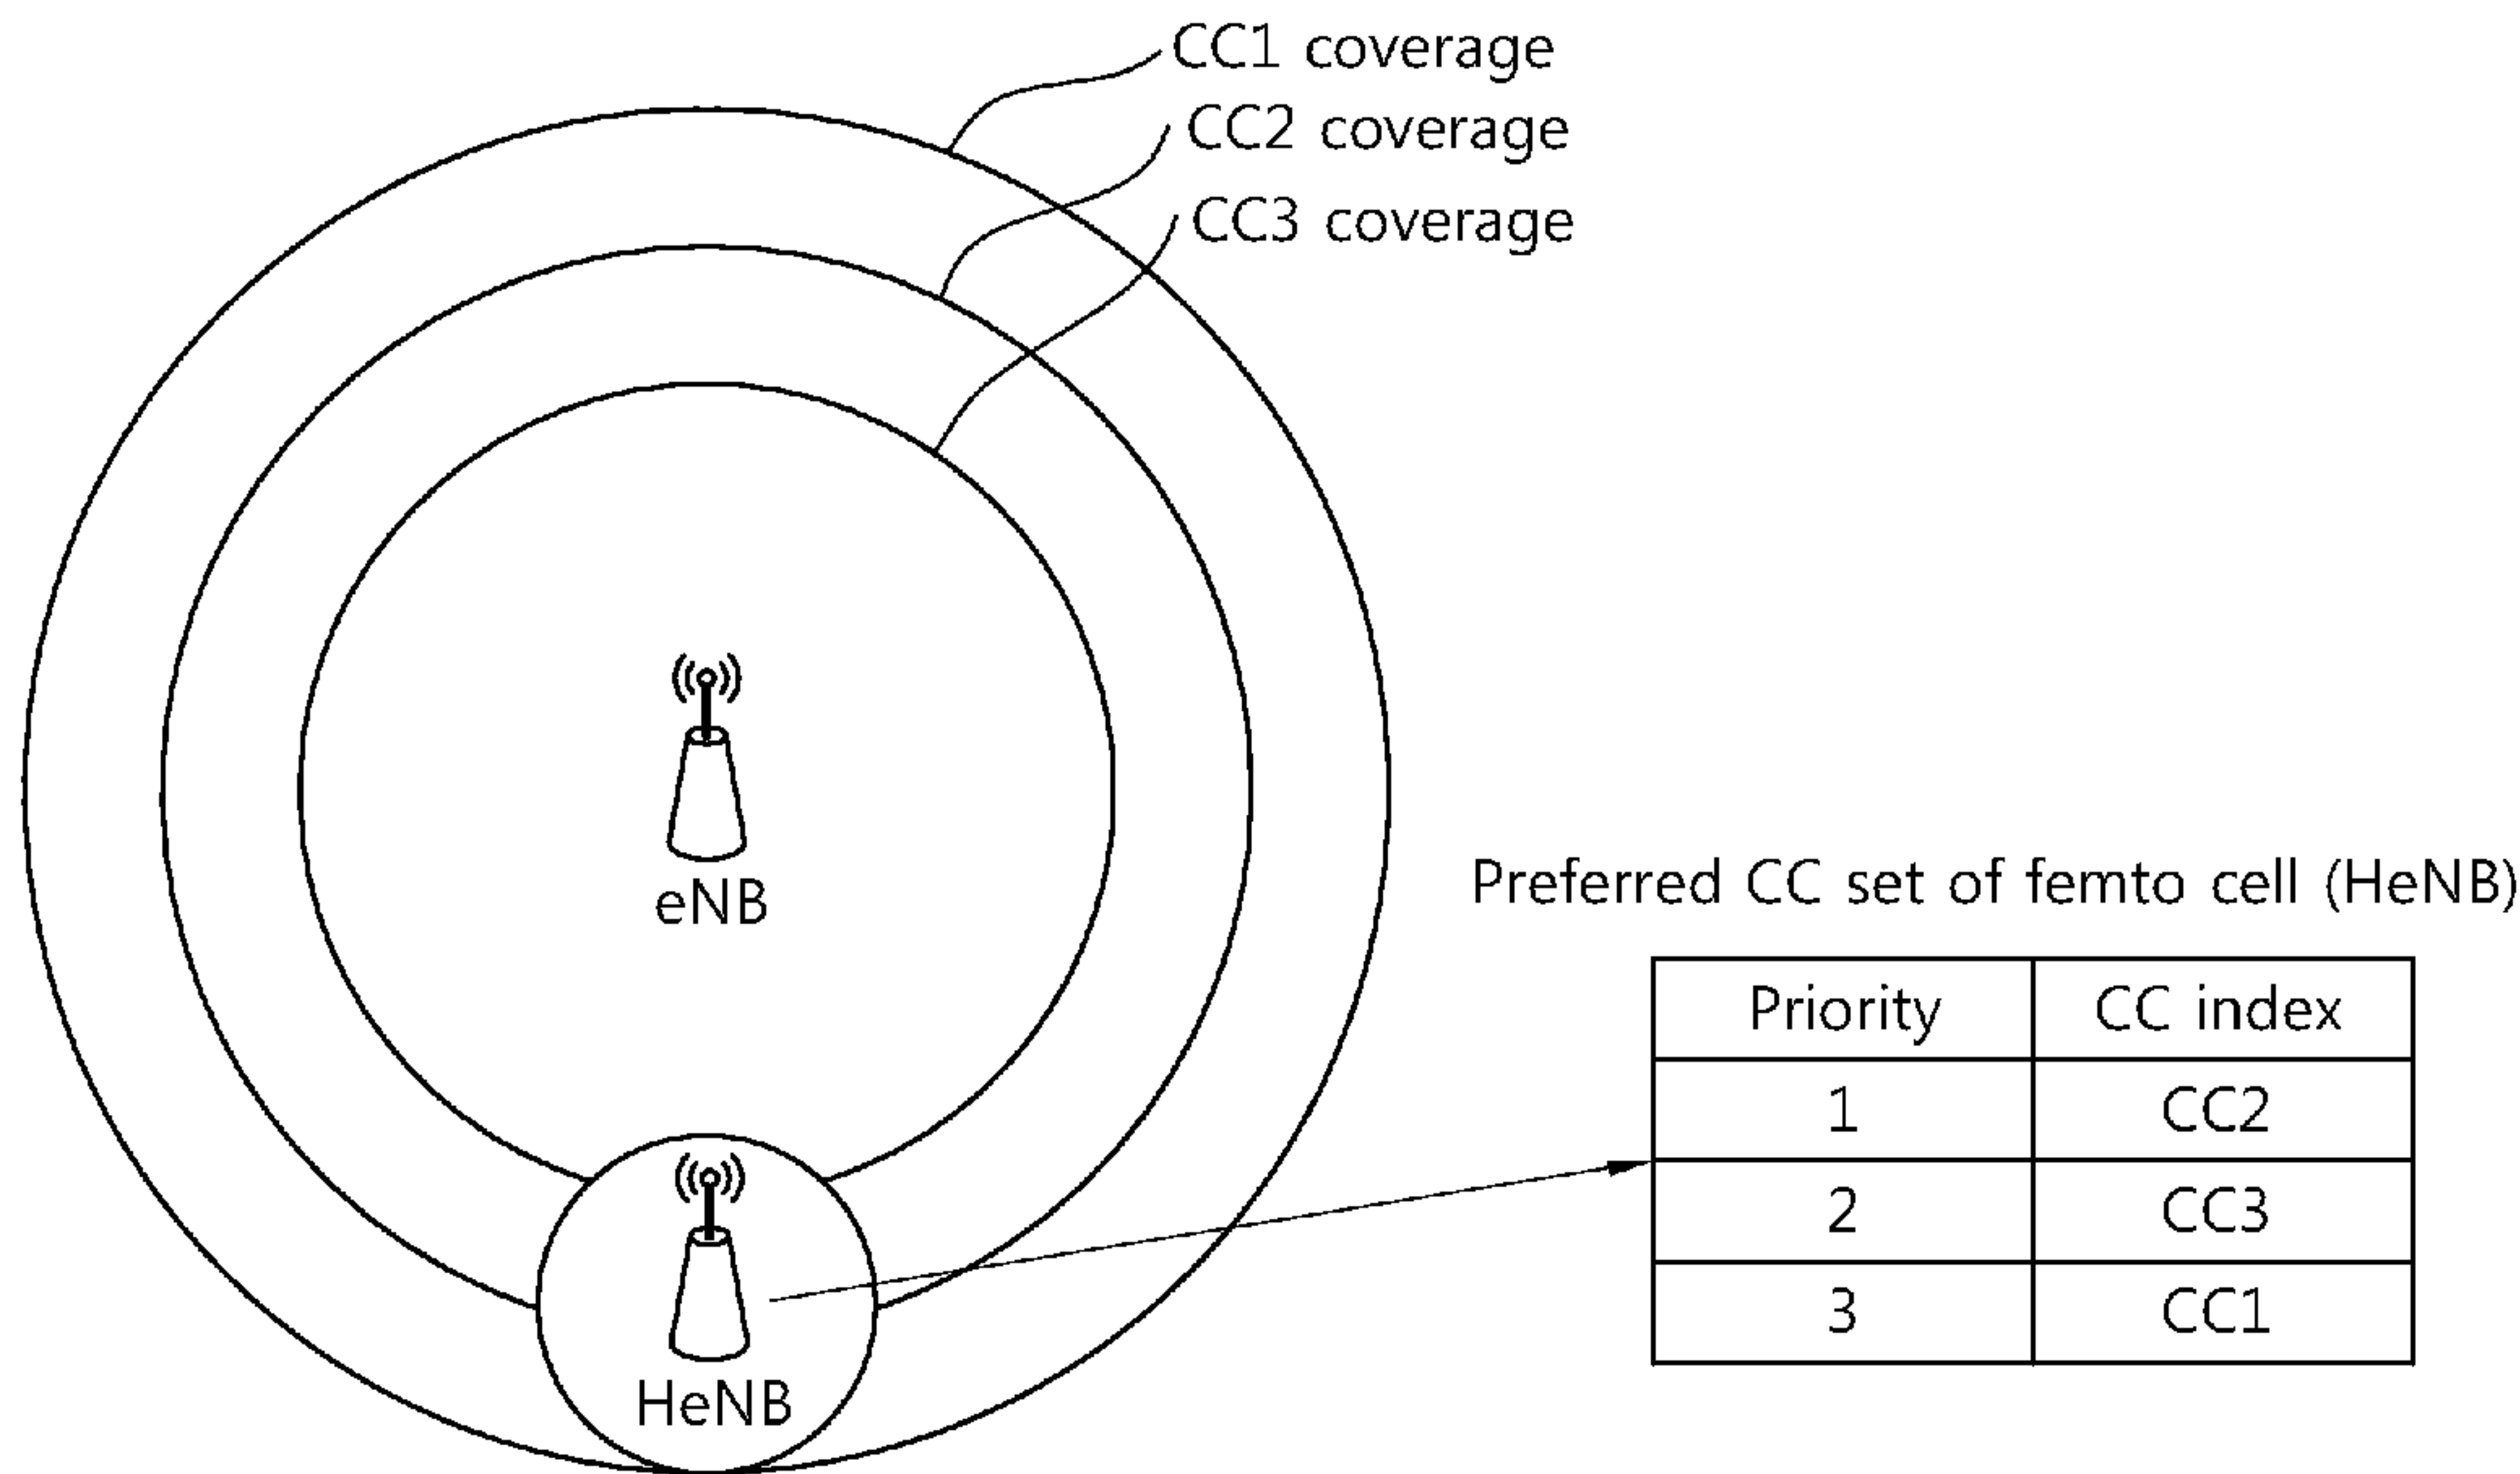 CC1 coverage
CC2 coverage
CC3 coverage
eNB
Preferred CC set of femto cell (HeNB)
Priority CC index
1 CC2
2 CC3
3 CC1
HeNB